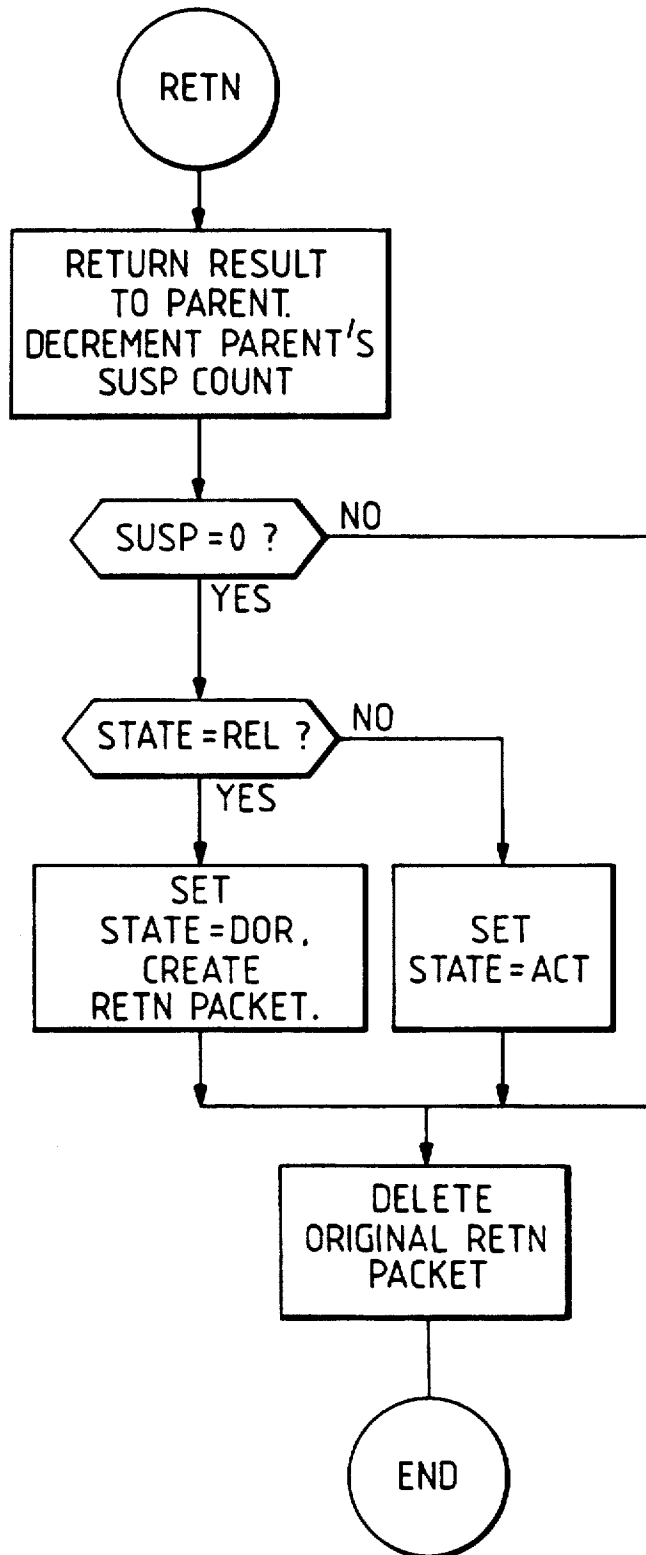 RETN
RETURN RESULT
TO PARENT.
DECREMENT PARENT'S
SUSP COUNT
SUSP=0 ?
NO
YES
STATE=REL ?
NO
YES
SET
STATE=DOR,
CREATE
RETN PACKET.
SET
STATE=ACT
DELETE
ORIGINAL RETN
PACKET
END